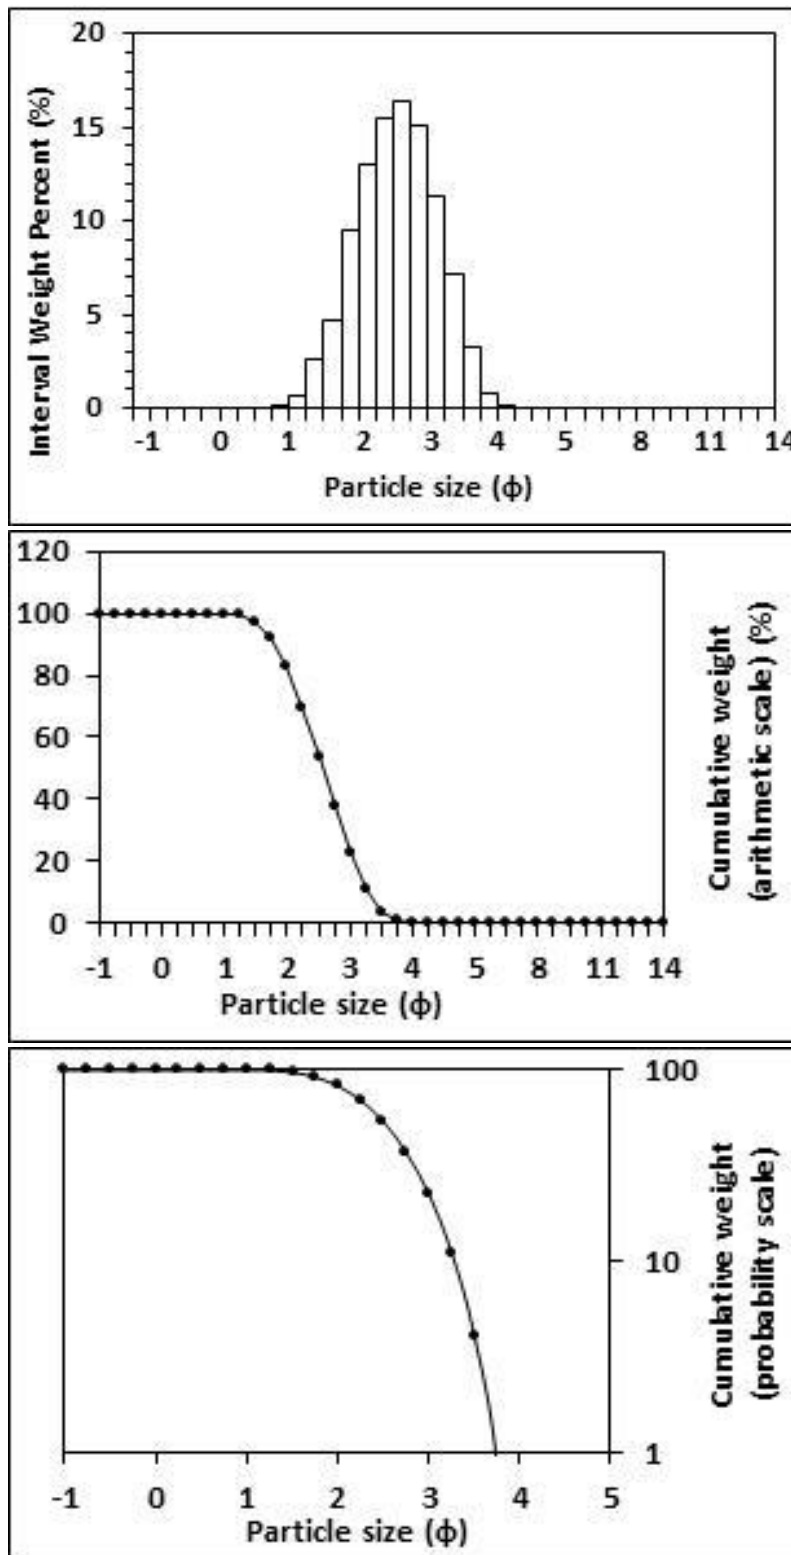 Interval Weight Percent (%)
20
15
10
5
0
-1 0 1 2 3 4 5 8 11 14
Particle size (ϕ)
120
100
80
60
40
20
0
-1 0 1 2 3 4 5 8 11 14
Particle size (ϕ)
Cumulative weight
(arithmetic scale) (%)
100
10
1
-1 0 1 2 3 4 5
Particle size (ϕ)
Cumulative weight
(probability scale)